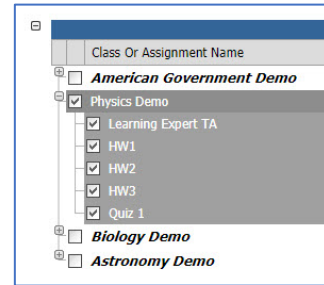 Class Or Assignment Name
American Government Demo
Physics Demo
Learning Expert TA
HW1
HW2
HW3
Quiz 1
Biology Demo
Astronomy Demo